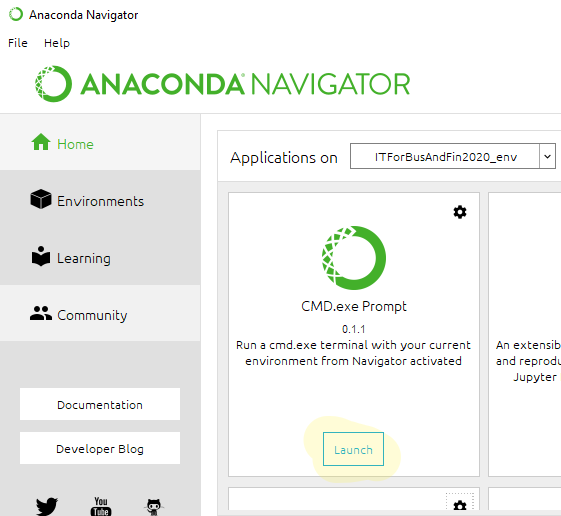 Anaconda Navigator
File Help
ANACONDA NAVIGATOR
Home
Environments
Learning
Community
Documentation
Developer Blog
You
Tube
Applications on ITForBusAndFin2020_env
CMD.exe Prompt
0.1.1
Run a cmd.exe terminal with your current
environment from Navigator activated
Launch
An extensib
and reprodu
Jupyter